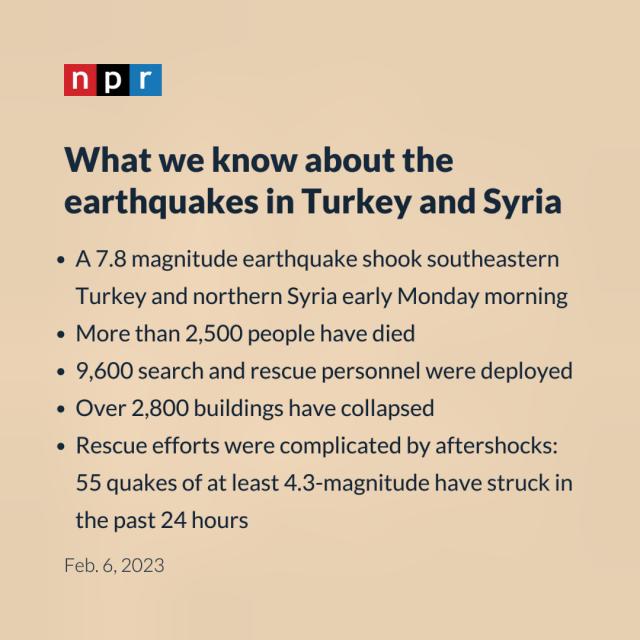 npr
What we know about the
earthquakes in Turkey and Syria
• A 7.8 magnitude earthquake shook southeastern
Turkey and northern Syria early Monday morning
• More than 2,500 people have died
• 9,600 search and rescue personnel were deployed
• Over 2,800 buildings have collapsed
• Rescue efforts were complicated by aftershocks:
55 quakes of at least 4.3-magnitude have struck in
the past 24 hours
Feb. 6, 2023